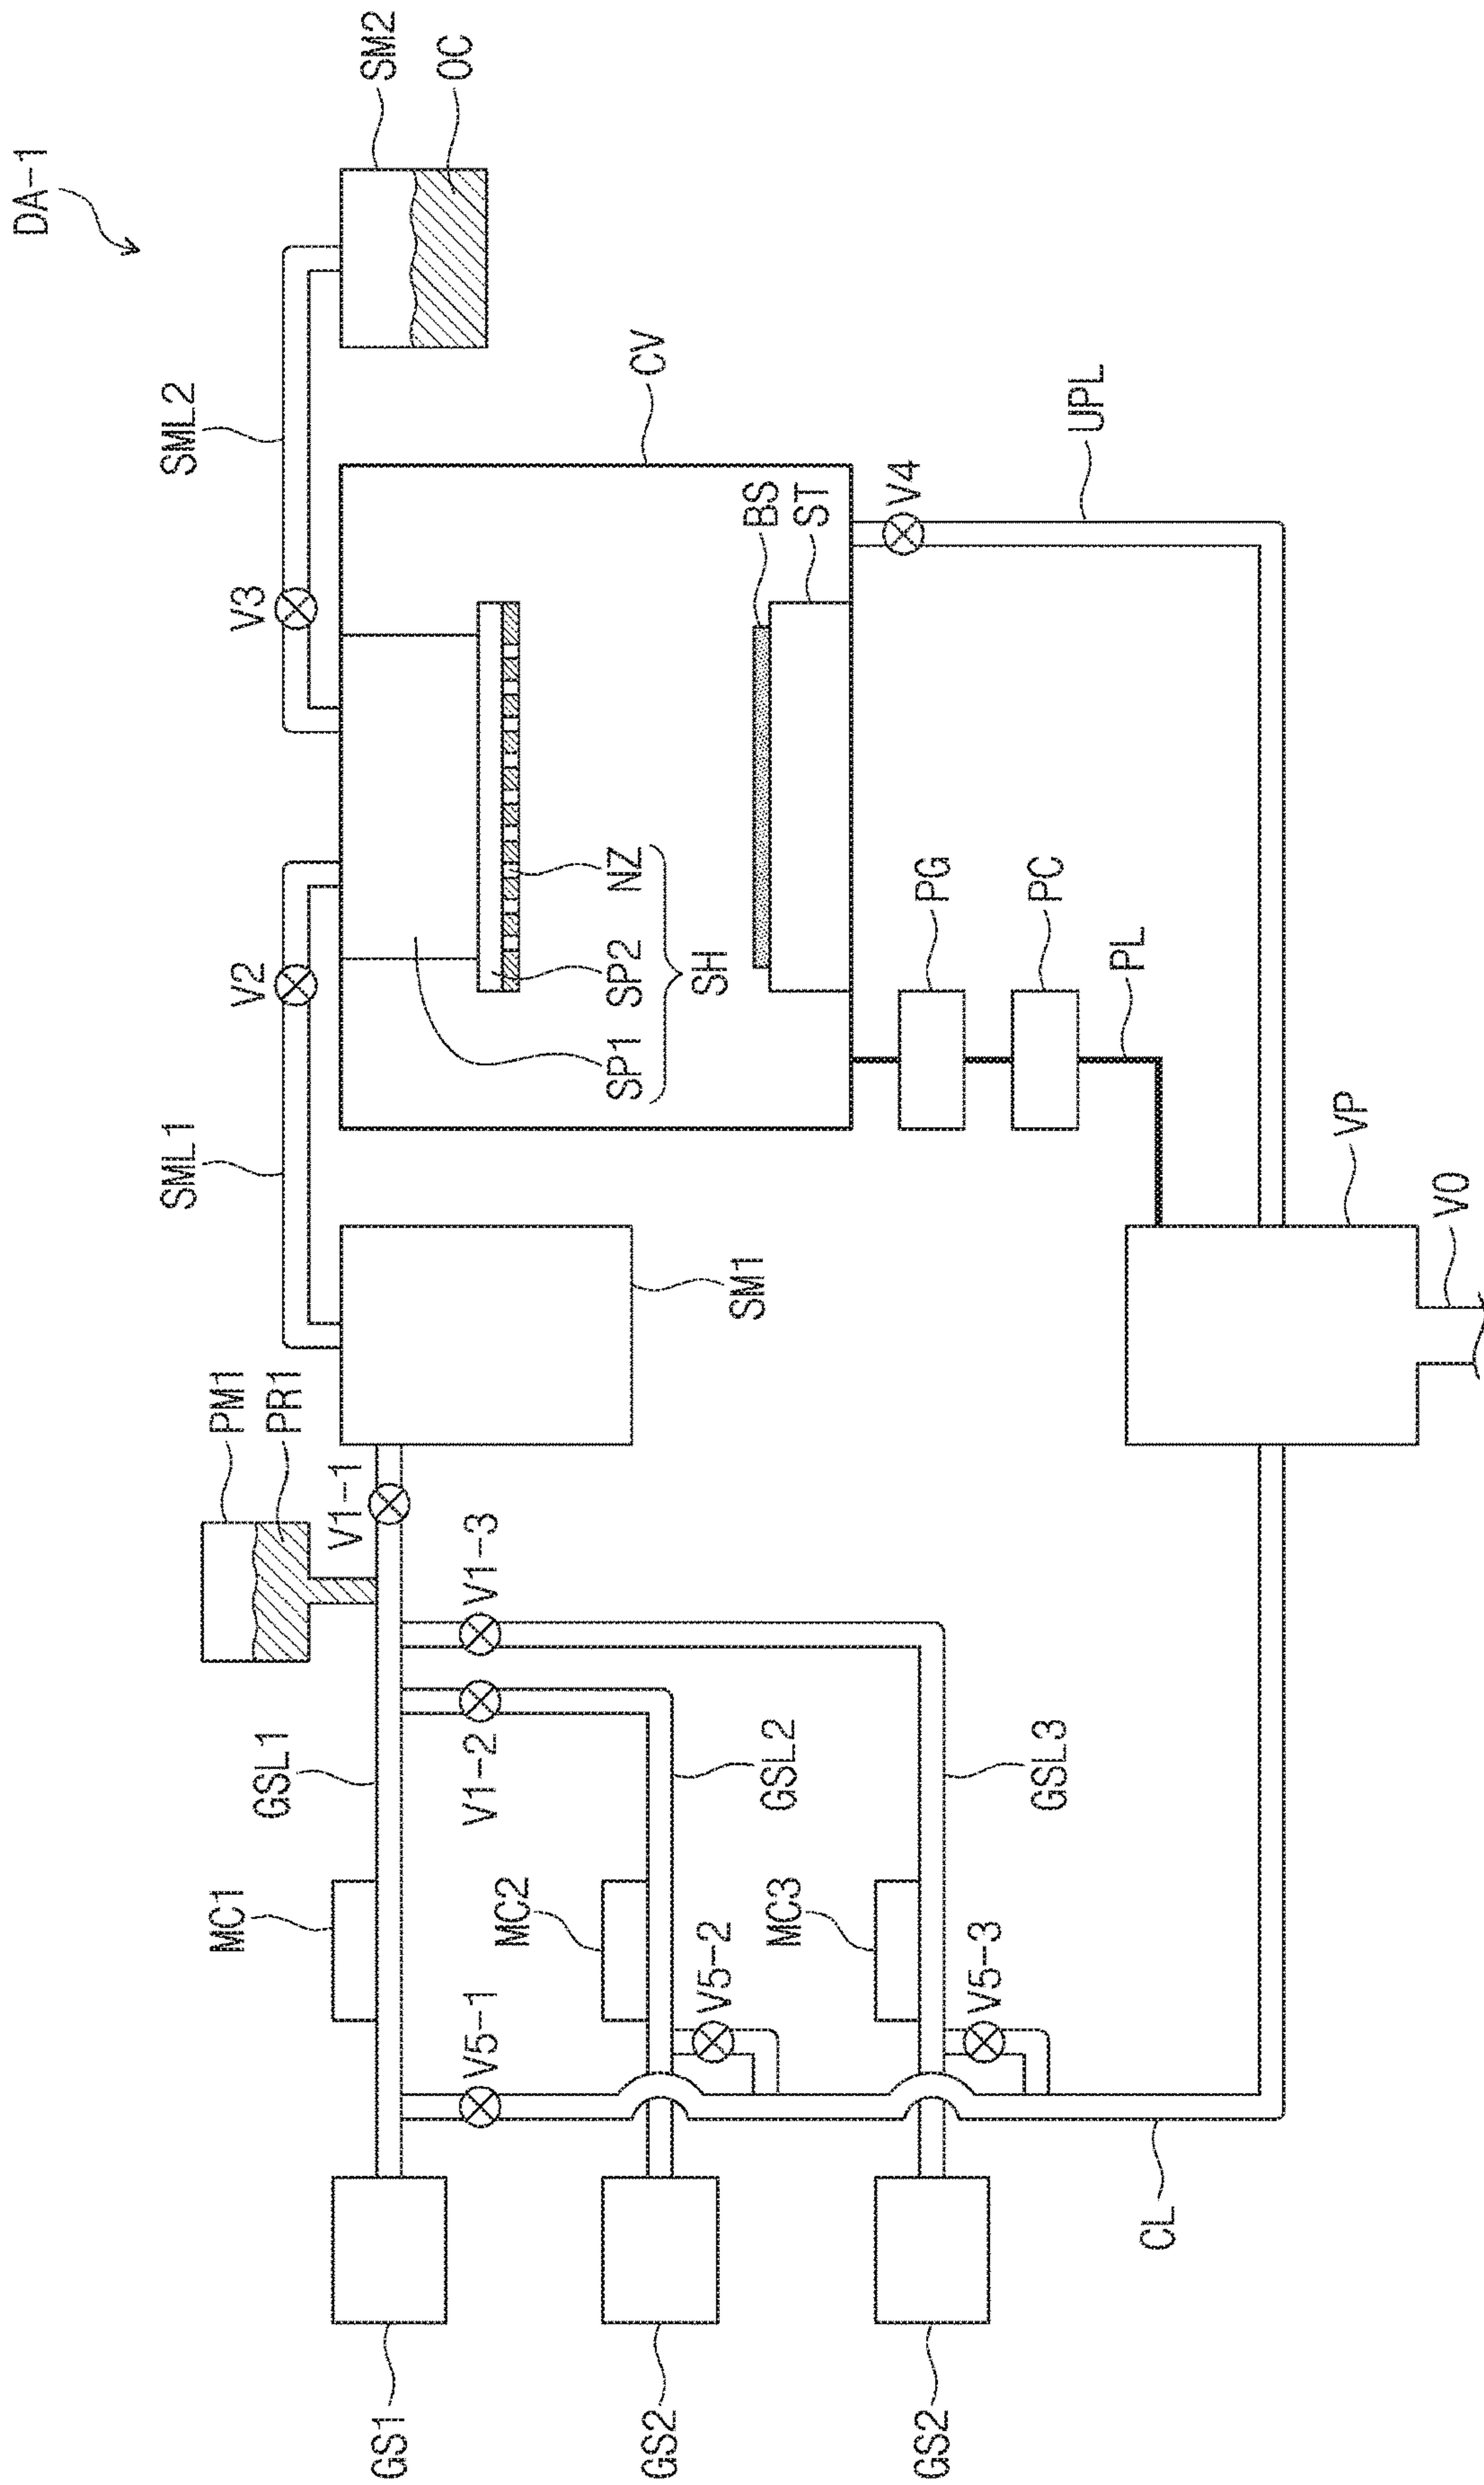 DA-1
SM2
OC
SML2
V3
CV
UPL
V4
BS
ST
V2
SML1
NZ
SP2
SP1
SH
PG
PC
PL
VP
VO
SM1
PM1
PR1
V1-1
V1-3
V1-2
GSL1
GSL2
GSL3
MC1
MC2
MC3
V5-1
V5-2
V5-3
CL
GS1
GS2
GS2